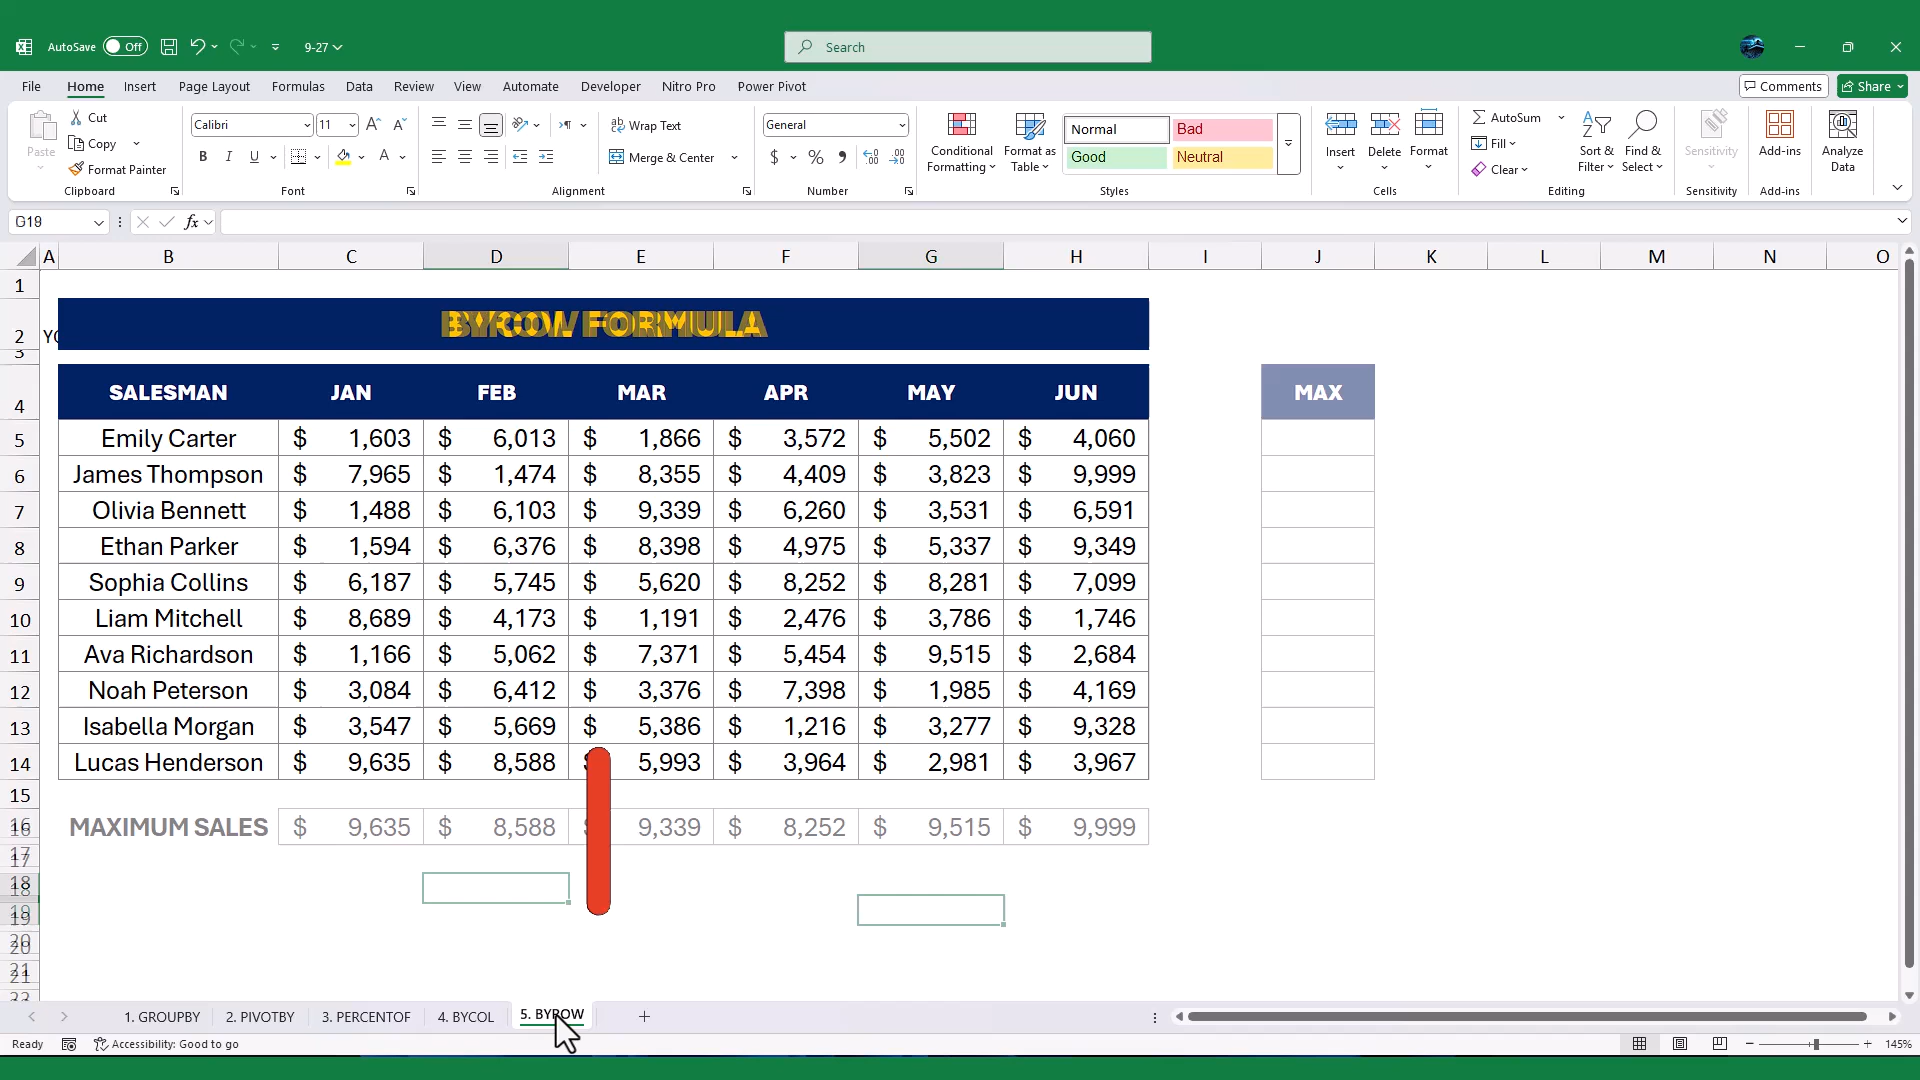 AutoSave Off 9-27 Search
File Home Insert Page Layout Formulas Data Review View Automate Developer Nitro Pro Power Pivot Comments Share
Paste Cut Copy Format Painter Clipboard
Calibri 11 B I U A Font
Wrap Text Merge & Center Alignment
General $ % Number
Conditional Formatting Format as Table Normal Bad Good Neutral Styles
Insert Delete Format Cells
AutoSum Fill Clear Sort & Filter Find & Select Editing
Sensitivity Sensitivity
Add-ins Add-ins
Analyze Data
G19 fx
A B C D E F G H I J K L M N O
1
2 FORMULA
3
4 SALESMAN JAN FEB MAR APR MAY JUN MAX
5 Emily Carter $ 1,603 $ 6,013 $ 1,866 $ 3,572 $ 5,502 $ 4,060
6 James Thompson $ 7,965 $ 1,474 $ 8,355 $ 4,409 $ 3,823 $ 9,999
7 Olivia Bennett $ 1,488 $ 6,103 $ 9,339 $ 6,260 $ 3,531 $ 6,591
8 Ethan Parker $ 1,594 $ 6,376 $ 8,398 $ 4,975 $ 5,337 $ 9,349
9 Sophia Collins $ 6,187 $ 5,745 $ 5,620 $ 8,252 $ 8,281 $ 7,099
10 Liam Mitchell $ 8,689 $ 4,173 $ 1,191 $ 2,476 $ 3,786 $ 1,746
11 Ava Richardson $ 1,166 $ 5,062 $ 7,371 $ 5,454 $ 9,515 $ 2,684
12 Noah Peterson $ 3,084 $ 6,412 $ 3,376 $ 7,398 $ 1,985 $ 4,169
13 Isabella Morgan $ 3,547 $ 5,669 $ 5,386 $ 1,216 $ 3,277 $ 9,328
14 Lucas Henderson $ 9,635 $ 8,588 5,993 $ 3,964 $ 2,981 $ 3,967
15
16 MAXIMUM SALES $ 9,635 $ 8,588 9,339 $ 8,252 $ 9,515 $ 9,999
17
18
19
20
21
22
1. GROUPBY 2. PIVOTBY 3. PERCENTOF 4. BYCOL 5. BYROW
Ready Accessibility: Good to go 145%